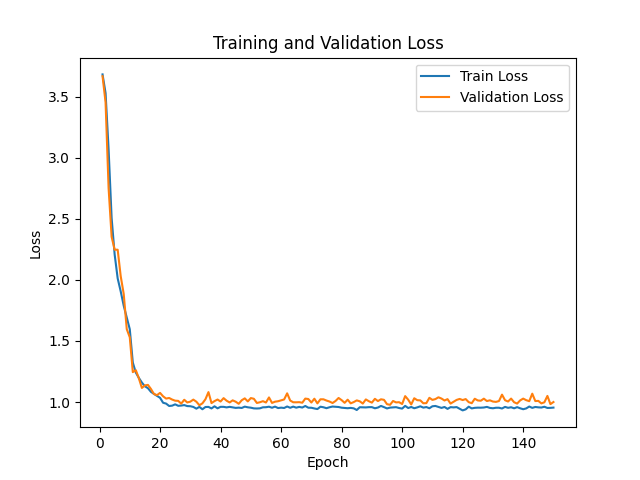 Training and Validation Loss
Train Loss
Validation Loss
Loss
3.5
3.0
2.5
2.0
1.5
1.0
0 20 40 60 80 100 120 140
Epoch